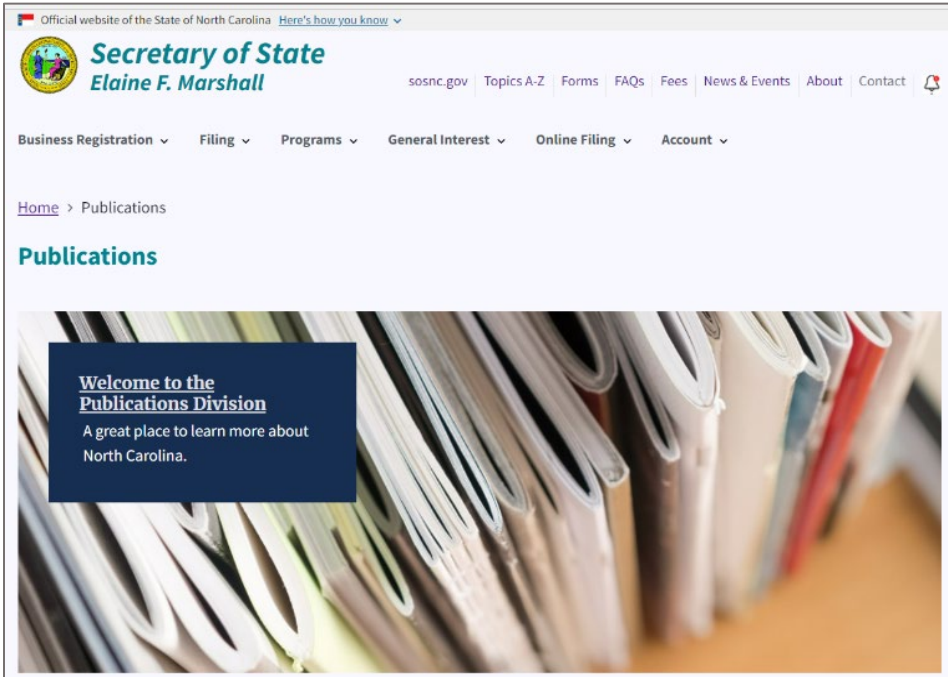 Official website of the State of North Carolina Here's how you know
Secretary of State
Elaine F. Marshall
sosnc.gov Topics A-Z Forms FAQs Fees News & Events About Contact
Business Registration Filing Programs General Interest Online Filing Account
Home > Publications
Publications
Welcome to the
Publications Division
A great place to learn more about
North Carolina.